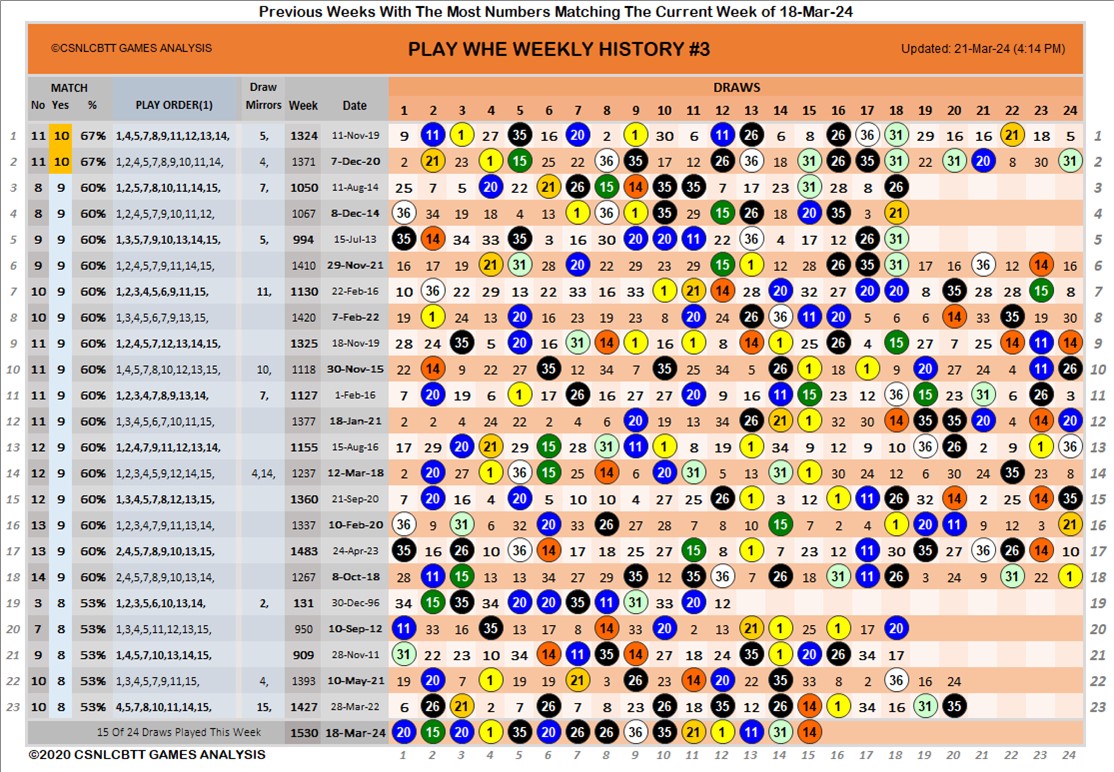 Previous Weeks With The Most Numbers Matching The Current Week of 18-Mar-24
©CSNLCBTT GAMES ANALYSIS PLAY WHE WEEKLY HISTORY #3 Updated: 21-Mar-24 (4:14 PM)
MATCH Draw DRAWS
No Yes % PLAY ORDER(1) Mirrors Week Date 1 2 3 4 5 6 7 8 9 10 11 12 13 14 15 16 17 18 19 20 21 22 23 24
1 11 10 67% 1,4,5,7,8,9,11,12,13,14, 5, 1324 11-Nov-19 9 11 1 27 35 16 20 2 1 30 6 11 26 6 8 26 36 31 29 16 16 21 18 5 1
2 11 10 67% 1,2,4,5,7,8,9,10,11,14, 4, 1371 7-Dec-20 2 21 23 1 15 25 22 36 35 2 12 26 36 18 31 26 35 31 22 31 20 8 30 31 2
3 8 9 60% 1,2,5,7,8,10,11,14,15, 7, 1050 11-Aug-14 25 7 5 20 22 21 26 15 14 35 35 7 17 23 31 28 8 26 3
4 8 9 60% 1,2,4,5,7,9,10,11,12, 1067 8-Dec-14 36 34 19 18 4 13 1 36 1 35 29 15 26 18 20 35 3 21 4
5 9 9 60% 1,3,5,7,9,10,13,14,15, 5, 994 15-Jul-13 35 14 34 33 35 3 16 30 20 20 11 22 36 4 17 12 26 31 5
6 9 9 60% 1,2,4,5,7,9,11,14,15, 1410 29-Nov-21 16 17 19 21 31 28 20 22 29 23 29 15 1 12 28 26 35 31 17 16 36 12 14 16 6
7 10 9 60% 1,2,3,4,5,6,9,11,15, 11, 1130 22-Feb-16 10 36 22 29 13 22 33 16 33 1 21 14 28 20 32 27 20 20 8 35 28 28 15 8 7
8 10 9 60% 1,3,4,5,6,7,9,13,15, 1420 7-Feb-22 19 1 24 13 20 16 23 19 23 8 20 24 26 36 11 20 5 6 6 14 33 35 19 30 8
9 11 9 60% 1,2,4,5,7,12,13,14,15, 1325 18-Nov-19 28 24 35 5 20 16 31 14 1 16 1 8 14 1 25 26 4 15 27 7 25 14 11 14 9
10 11 9 60% 1,4,5,7,8,10,12,13,15, 10, 1118 30-Nov-15 22 14 9 22 27 35 12 34 7 35 25 34 5 26 1 18 1 9 20 27 24 4 11 26 10
11 11 9 60% 1,2,3,4,7,8,9,13,14, 7, 1127 1-Feb-16 7 20 19 5 1 17 26 16 27 27 20 9 16 11 15 23 12 36 15 23 31 6 26 3 11
12 11 9 60% 1,3,4,5,6,7,10,13,15, 1377 18-Jan-21 2 2 4 24 22 2 4 6 20 19 13 34 26 21 1 32 30 14 35 35 20 4 14 20 12
13 12 9 60% 1,2,4,7,9,11,12,13,14, 1155 15-Aug-16 17 29 20 21 6 15 28 31 11 1 8 19 1 34 9 12 9 10 36 26 2 9 1 36 13
14 12 9 60% 1,2,3,4,5,9,12,14,15, 4,14, 1237 12-Mar-18 2 20 27 1 36 15 25 14 6 20 31 5 13 31 1 30 24 12 6 30 24 35 23 8 14
15 12 9 60% 1,3,4,5,7,8,12,13,15, 1360 21-Sep-20 7 20 16 4 20 5 10 10 4 27 25 26 1 3 12 1 11 26 32 14 2 25 14 35 15
16 13 9 60% 1,2,3,4,7,9,11,13,14, 1337 10-Feb-20 36 9 31 6 32 20 33 26 28 28 7 8 10 15 7 2 4 1 20 11 9 12 3 21 16
17 13 9 60% 2,4,5,7,8,9,10,13,15, 1483 24-Apr-23 35 16 26 10 36 14 17 18 25 27 15 8 1 7 23 12 11 30 35 27 36 26 14 10 17
18 14 9 60% 2,4,5,7,8,9,10,13,14, 1267 8-Oct-18 28 11 15 13 13 34 27 29 35 12 35 36 7 26 16 31 11 26 3 24 9 31 22 1 18
19 3 8 53% 1,2,3,5,6,10,13,14, 2, 131 30-Dec-96 34 15 35 34 20 20 35 11 31 33 20 12 19
20 7 8 53% 1,3,4,5,11,12,13,15, 950 10-Sep-12 11 33 16 35 13 17 8 14 33 20 2 13 21 1 25 1 17 20 20
21 9 8 53% 1,4,5,7,10,13,14,15, 909 28-Nov-11 31 22 23 10 34 14 11 35 14 27 18 24 35 1 20 26 34 17 21
22 10 8 53% 1,3,4,5,7,9,11,15, 4, 1393 10-May-21 19 20 7 1 19 19 21 3 26 22 14 20 22 35 33 8 2 36 16 24 22
23 10 8 53% 4,5,7,8,10,11,14,15, 15, 1427 28-Mar-22 6 26 21 2 7 26 7 8 23 26 18 35 12 26 14 1 34 16 31 35 23
15 Of 24 Draws Played This Week 1530 18-Mar-24 20 15 20 1 35 20 26 26 36 35 21 1 11 31 14
©2020 CSNLCBTT GAMES ANALYSIS 1 2 3 4 5 6 7 8 9 10 11 12 13 14 15 16 17 18 19 20 21 22 23 24